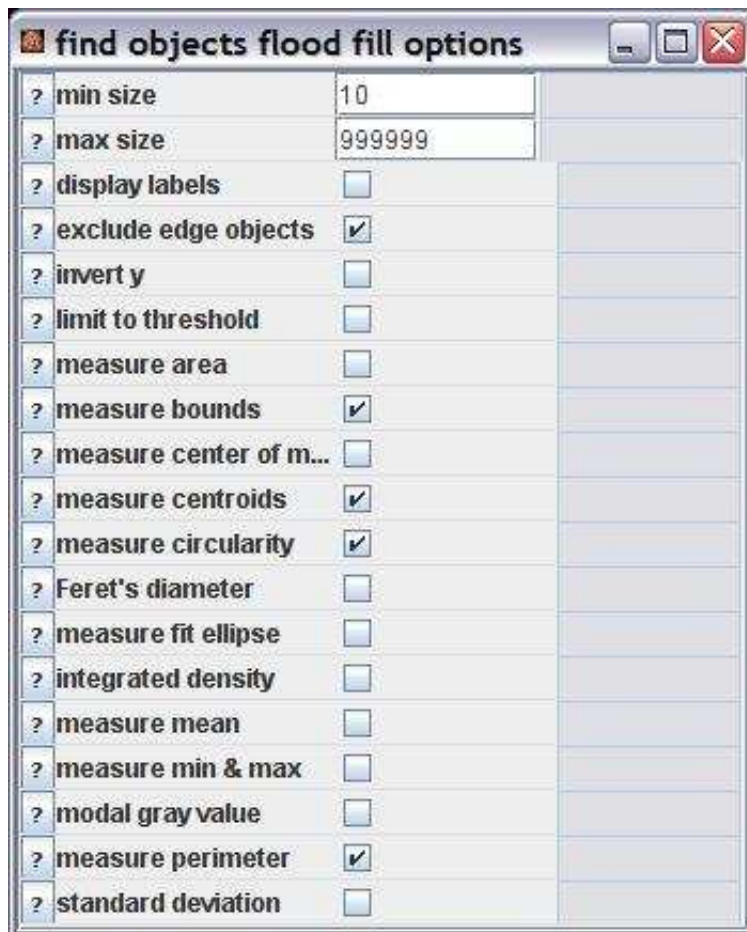 find objects flood fill options
? min size 10
? max size 999999
? display labels
? exclude edge objects
? invert y
? limit to threshold
? measure area
? measure bounds
? measure center of m...
? measure centroids
? measure circularity
? Feret's diameter
? measure fit ellipse
? integrated density
? measure mean
? measure min & max
? modal gray value
? measure perimeter
? standard deviation